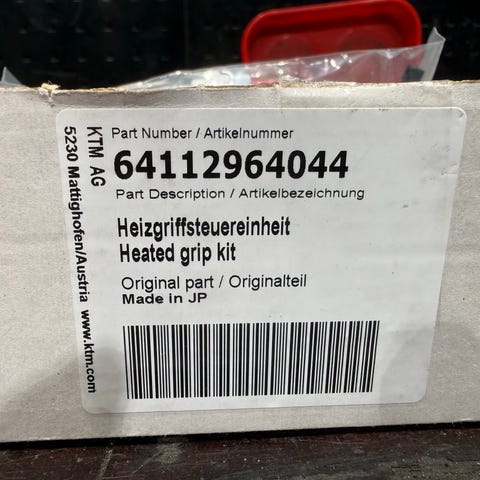 Part Number / Artikelnummer
64112964044
Part Description / Artikelbezeichnung
Heizgriffsteuereinheit
Heated grip kit
Original part / Originalteil
Made in JP
KTM AG
5230 Mattighofen/Austria www.ktm.com